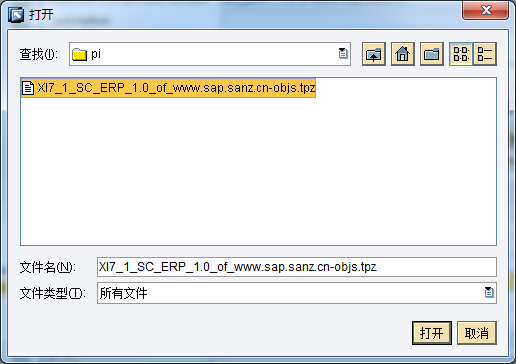 打开
查找(I): pi
XI7_1_SC_ERP_1.0_of_www.sap.sanz.cn-objs.tpz
文件名(N): XI7_1_SC_ERP_1.0_of_www.sap.sanz.cn-objs.tpz
文件类型(T): 所有文件
打开 取消